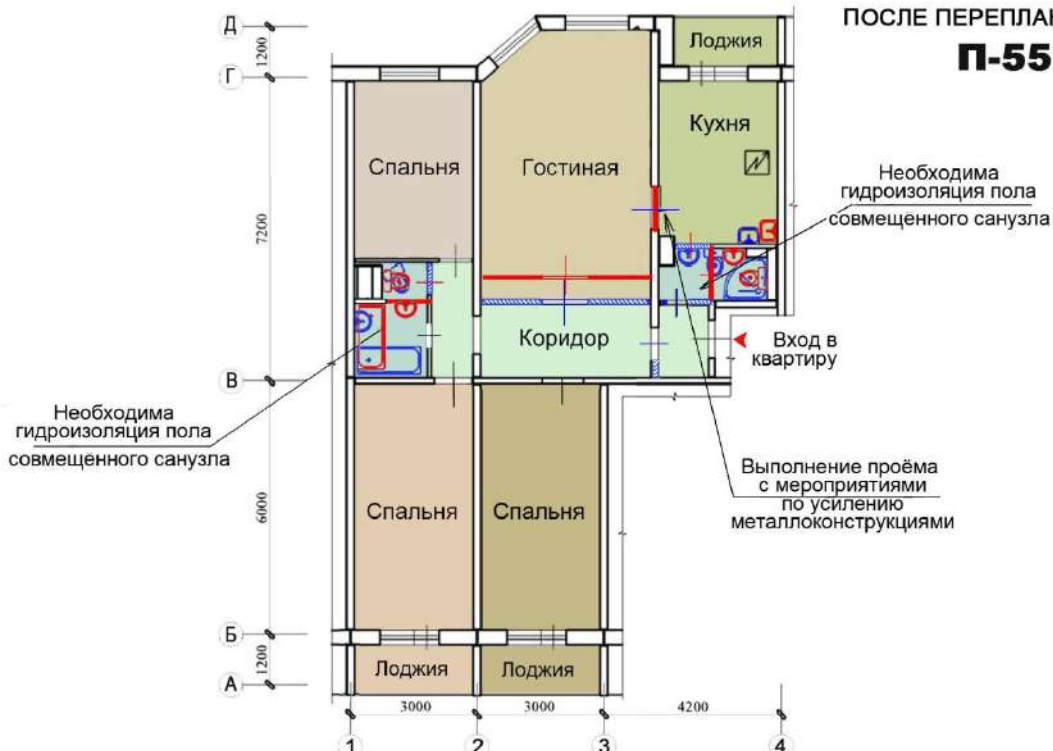 ПОСЛЕ ПЕРЕПЛАН
П-55
Д
1200
Г
7200
В
6000
Б
1200
А
Лоджия
Кухня
Спальня
Гостиная
Необходима
гидроизоляция пола
совмещённого санузла
Коридор
Вход в
квартиру
Необходима
гидроизоляция пола
совмещённого санузла
Выполнение проёма
с мероприятиями
по усилению
металлоконструкциями
Спальня
Спальня
Лоджия
Лоджия
3000
3000
4200
1
2
3
4